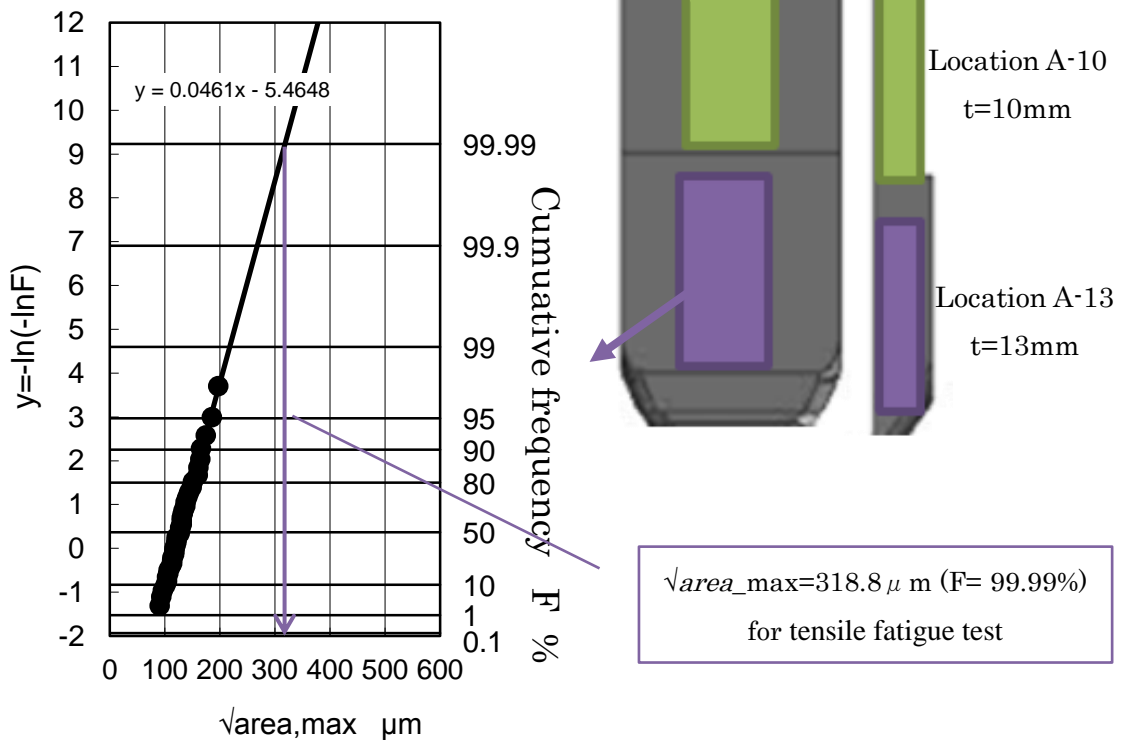 12
11
10
9
8
7
6
5
4
3
2
1
0
-1
-2
y=-ln(-lnF)
y = 0.0461x - 5.4648
99.99
99.9
99
95
90
80
50
10
1
0.1
Cumuative frequency F %
0 100 200 300 400 500 600
√area,max µm
Location A-10
t=10mm
Location A-13
t=13mm
√area_max=318.8μm (F= 99.99%)
for tensile fatigue test